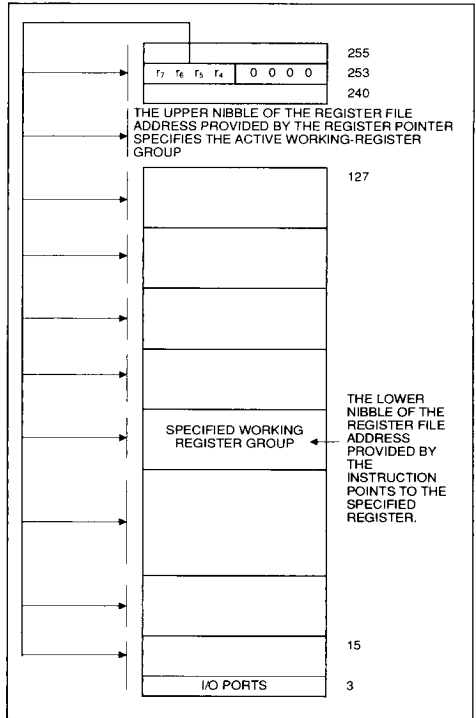 255
r7 r6 r5 r4 0 0 0 0 253
240
THE UPPER NIBBLE OF THE REGISTER FILE
ADDRESS PROVIDED BY THE REGISTER POINTER
SPECIFIES THE ACTIVE WORKING-REGISTER
GROUP
127
SPECIFIED WORKING
REGISTER GROUP
THE LOWER
NIBBLE OF THE
REGISTER FILE
ADDRESS
PROVIDED BY
THE
INSTRUCTION
POINTS TO THE
SPECIFIED
REGISTER.
15
I/O PORTS 3